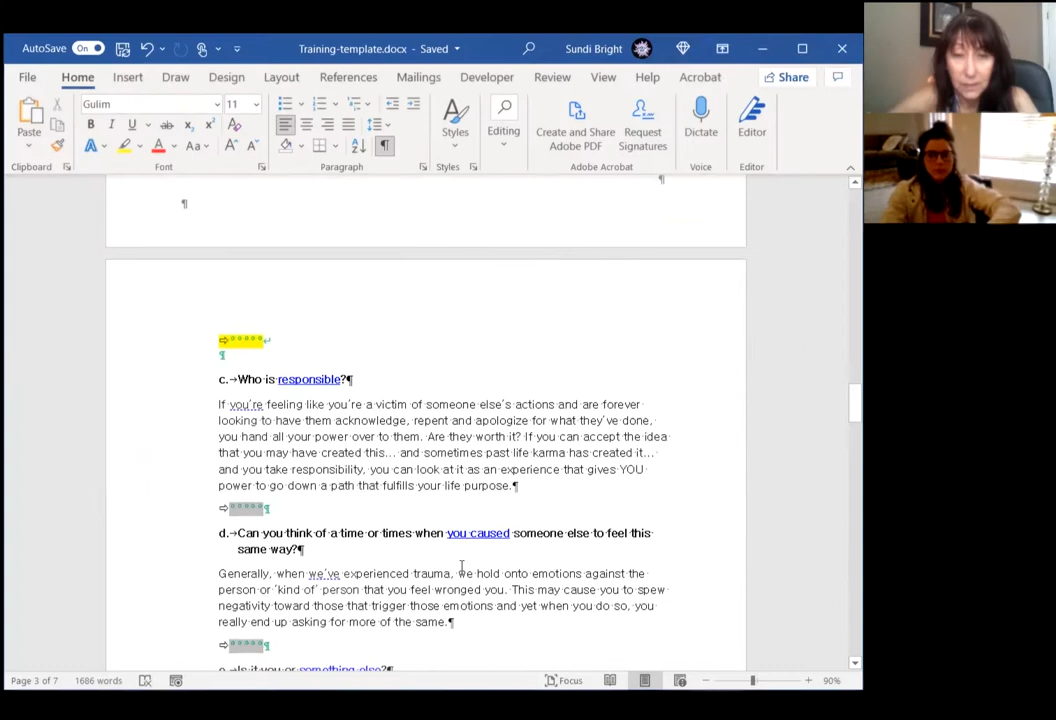 AutoSave On Training-template.docx - Saved Sundi Bright
File Home Insert Draw Design Layout References Mailings Developer Review View Help Acrobat Share
Gulim 11
Paste B I U ab x₂ x² Styles Editing Create and Share Adobe PDF Request Signatures Dictate Editor
Clipboard Font Paragraph Styles Adobe Acrobat Voice Editor
c. Who is responsible?
If you're feeling like you're a victim of someone else's actions and are forever
looking to have them acknowledge, repent and apologize for what they've done,
you hand all your power over to them. Are they worth it? If you can accept the idea
that you may have created this... and sometimes past life karma has created it...
and you take responsibility, you can look at it as an experience that gives YOU
power to go down a path that fulfills your life purpose.
d. Can you think of a time or times when you caused someone else to feel this
same way?
Generally, when we've experienced trauma, we hold onto emotions against the
person or 'kind of' person that you feel wronged you. This may cause you to spew
negativity toward those that trigger those emotions and yet when you do so, you
really end up asking for more of the same.
e. Is it you or something else?
Page 3 of 7 1686 words Focus 90%